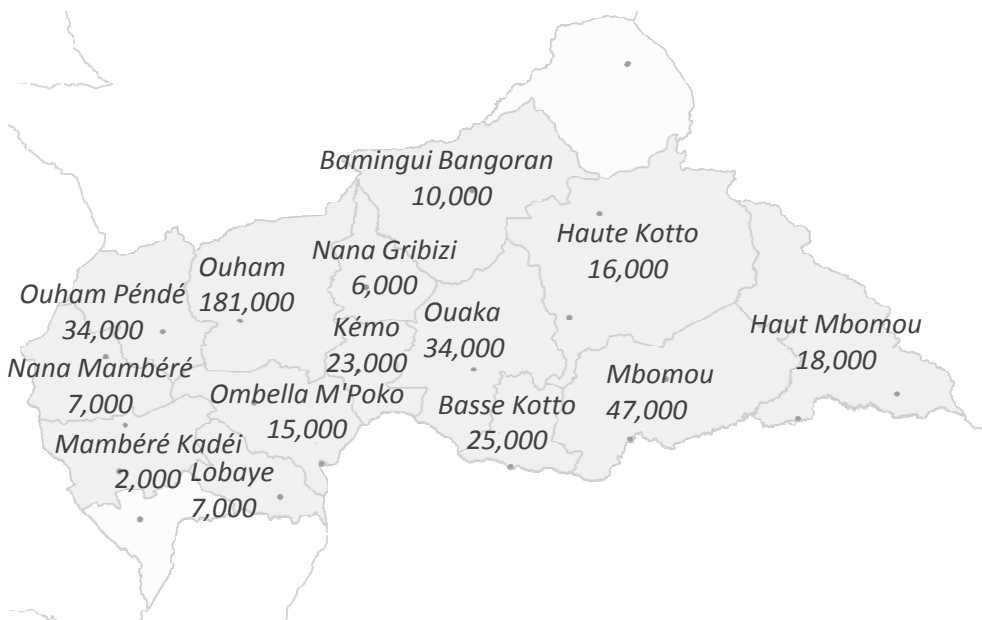 Bamingui Bangoran
10,000
Haute Kotto
16,000
Nana Gribizi
6,000
Ouham
181,000
Ouham Péndé
34,000
Ouaka
34,000
Kémo
23,000
Haut Mbomou
18,000
Nana Mambéré
7,000
Mbomou
47,000
Ombella M'Poko
15,000
Basse Kotto
25,000
Mambéré Kadéi
2,000
Lobaye
7,000